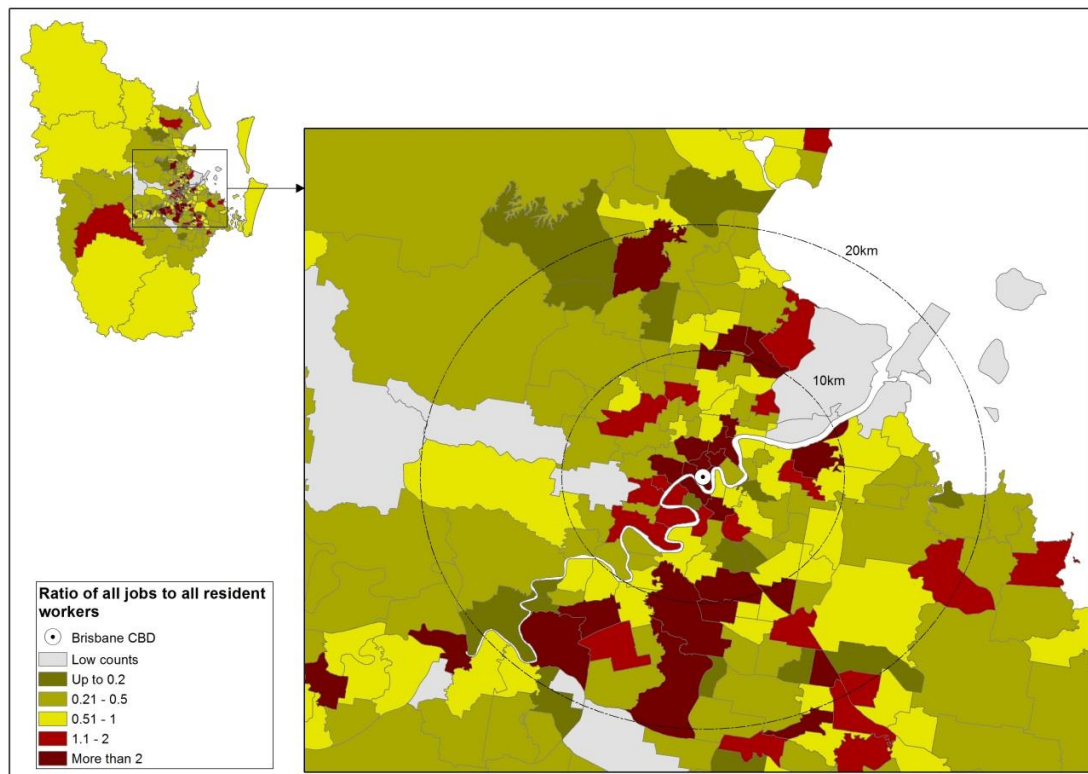 20km
10km
Ratio of all jobs to all resident
workers
Brisbane CBD
Low counts
Up to 0.2
0.21 - 0.5
0.51 - 1
1.1 - 2
More than 2